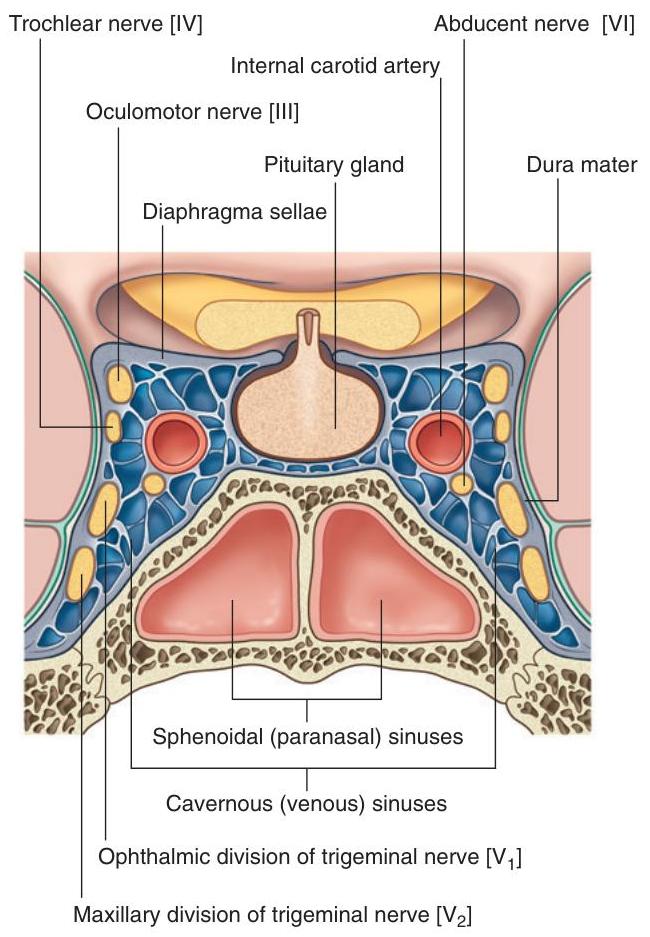 Trochlear nerve [IV]
Abducent nerve [VI]
Internal carotid artery
Oculomotor nerve [III]
Pituitary gland
Dura mater
Diaphragma sellae
Sphenoidal (paranasal) sinuses
Cavernous (venous) sinuses
Ophthalmic division of trigeminal nerve [V₁]
Maxillary division of trigeminal nerve [V₂]